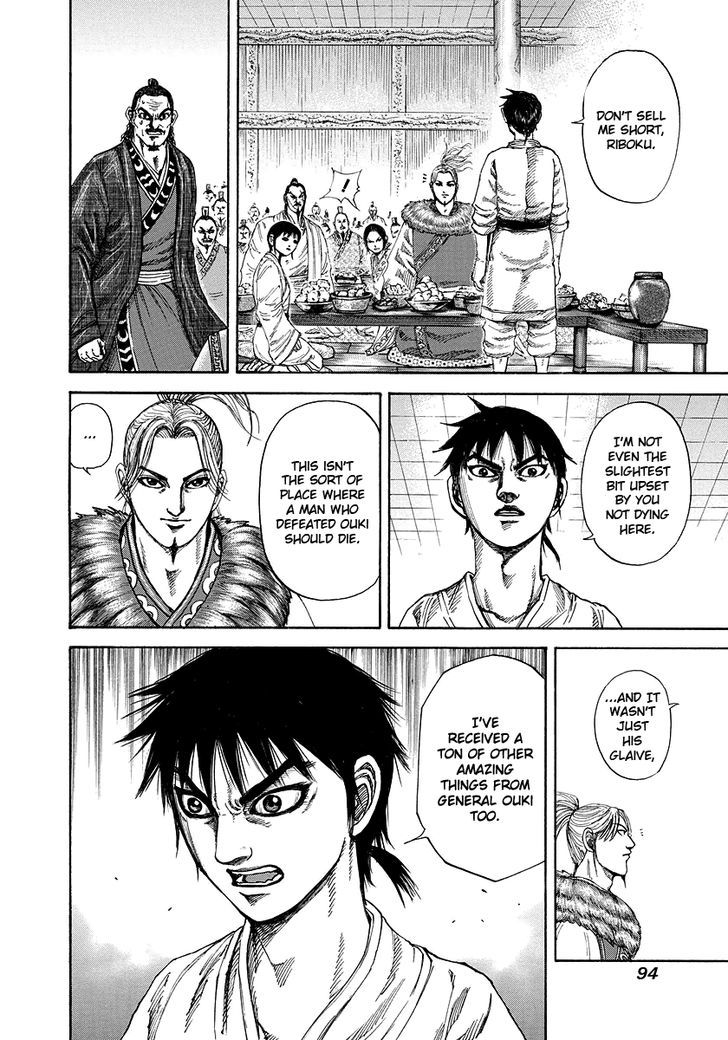 DON'T SELL
ME SHORT,
RIBOKU.
!
I'M NOT
EVEN THE
SLIGHTEST
BIT UPSET
BY YOU
NOT DYING
HERE.
THIS ISN'T
THE SORT OF
PLACE WHERE
A MAN WHO
DEFEATED OUKI
SHOULD DIE.
...
...AND IT
WASN'T
JUST
HIS
GLAIVE,
I'VE
RECEIVED A
TON OF OTHER
AMAZING
THINGS FROM
GENERAL OUKI
TOO.
94